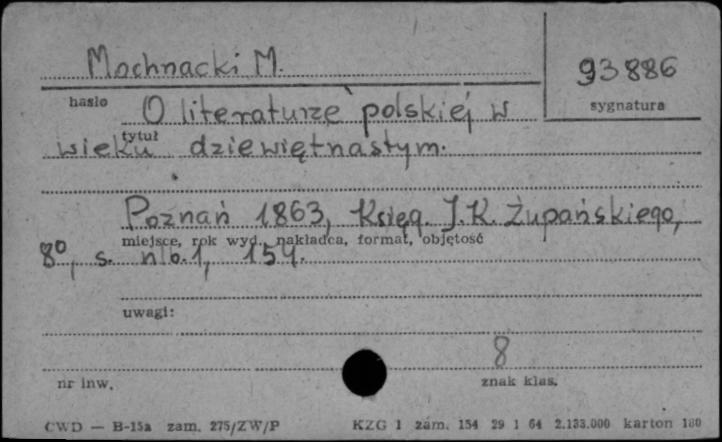 Mochnacki M.
93886
hasło
sygnatura
O literaturze polskiej w
tytuł
wieku dziewiętnastym.
Poznań 1863, Księg. J.K. Żupańskiego,
miejsce, rok wyd., nakładca, format, objętość
8°, s. nlb.1, 154.
uwagi:
8
nr inw.
znak klas.
CWD — B-15a zam. 275/ZW/P
KZG 1 zam. 154 29 1 64 2.133.000 karton 180